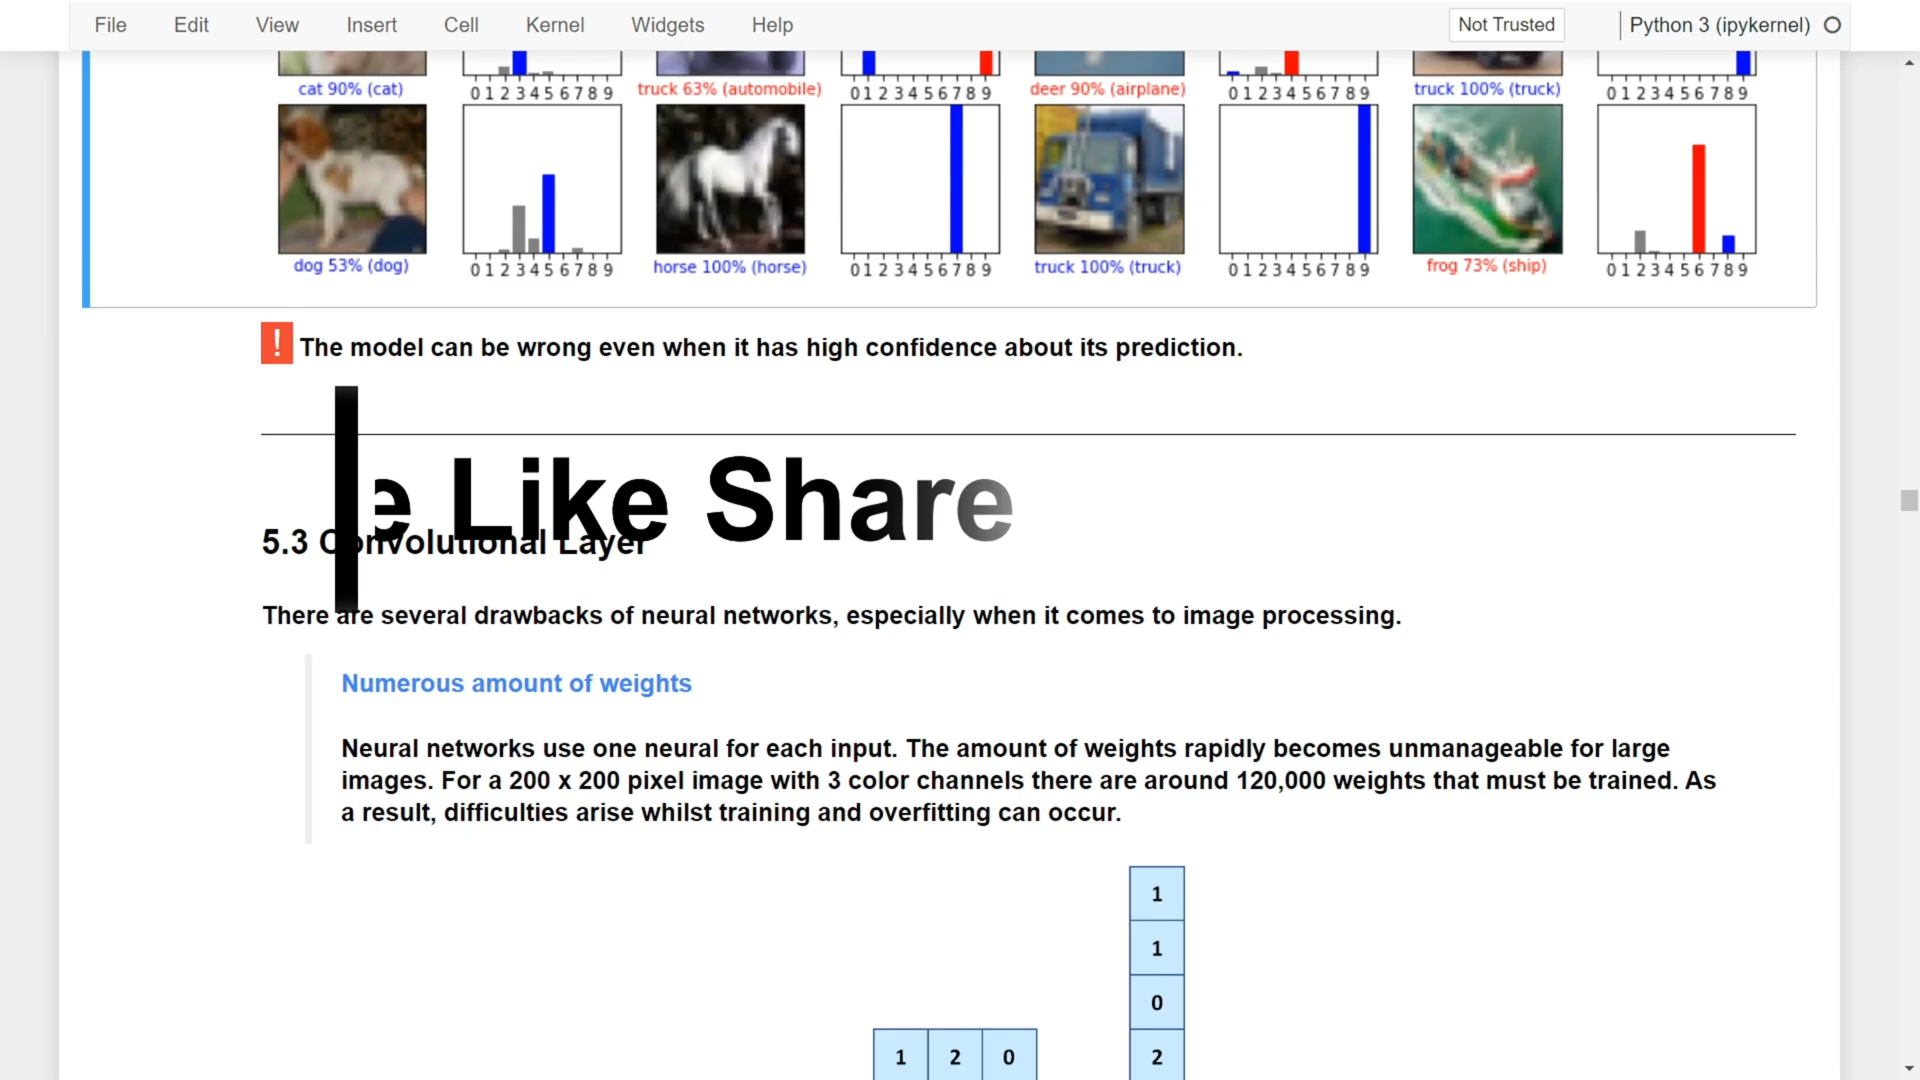 File Edit View Insert Cell Kernel Widgets Help Not Trusted Python 3 (ipykernel)
cat 90% (cat) 0 1 2 3 4 5 6 7 8 9 truck 63% (automobile) 0 1 2 3 4 5 6 7 8 9 deer 90% (airplane) 0 1 2 3 4 5 6 7 8 9 truck 100% (truck) 0 1 2 3 4 5 6 7 8 9
dog 53% (dog) 0 1 2 3 4 5 6 7 8 9 horse 100% (horse) 0 1 2 3 4 5 6 7 8 9 truck 100% (truck) 0 1 2 3 4 5 6 7 8 9 frog 73% (ship) 0 1 2 3 4 5 6 7 8 9
! The model can be wrong even when it has high confidence about its prediction.
e Like Share
5.3 Convolutional Layer
There are several drawbacks of neural networks, especially when it comes to image processing.
Numerous amount of weights
Neural networks use one neural for each input. The amount of weights rapidly becomes unmanageable for large
images. For a 200 x 200 pixel image with 3 color channels there are around 120,000 weights that must be trained. As
a result, difficulties arise whilst training and overfitting can occur.
1
1
0
1 2 0 2